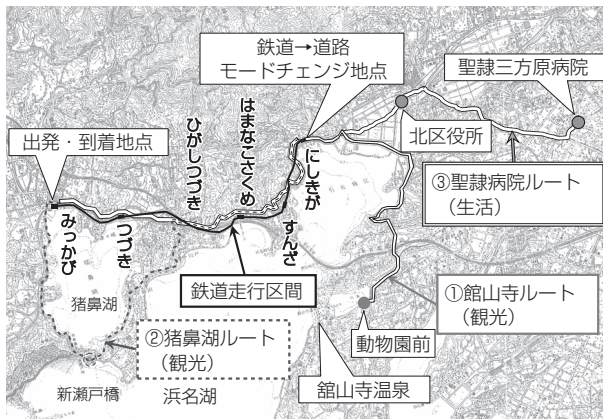 鉄道→道路
モードチェンジ地点
聖隷三方原病院
出発・到着地点
ひがしつづき
はまなこさくめ
にしきが
北区役所
③聖隷病院ルート
(生活)
みっかび
つづき
すんざ
鉄道走行区間
①館山寺ルート
(観光)
猪鼻湖
②猪鼻湖ルート
(観光)
動物園前
新瀬戸橋
浜名湖
舘山寺温泉